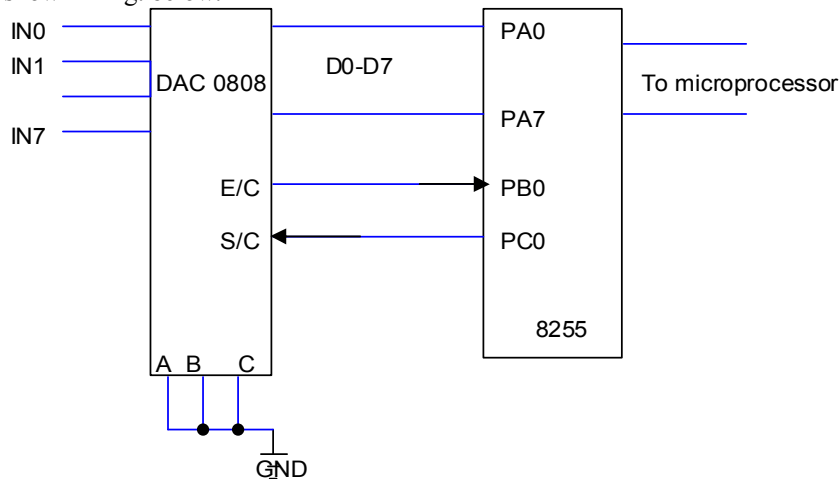 IN0
PA0
IN1
D0-D7
DAC 0808
To microprocessor
PA7
IN7
E/C
PB0
S/C
PC0
8255
A B C
GND